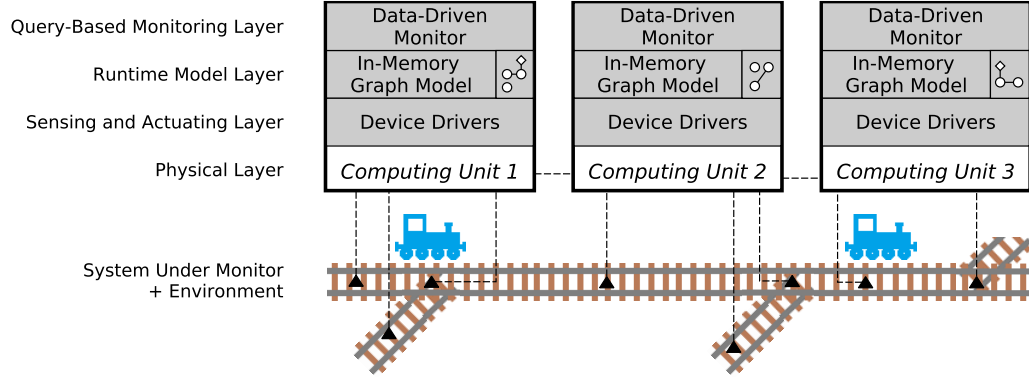 Query-Based Monitoring Layer
Data-Driven
Monitor
Data-Driven
Monitor
Data-Driven
Monitor
Runtime Model Layer
In-Memory
Graph Model
In-Memory
Graph Model
In-Memory
Graph Model
Sensing and Actuating Layer
Device Drivers
Device Drivers
Device Drivers
Physical Layer
Computing Unit 1
Computing Unit 2
Computing Unit 3
System Under Monitor
+ Environment